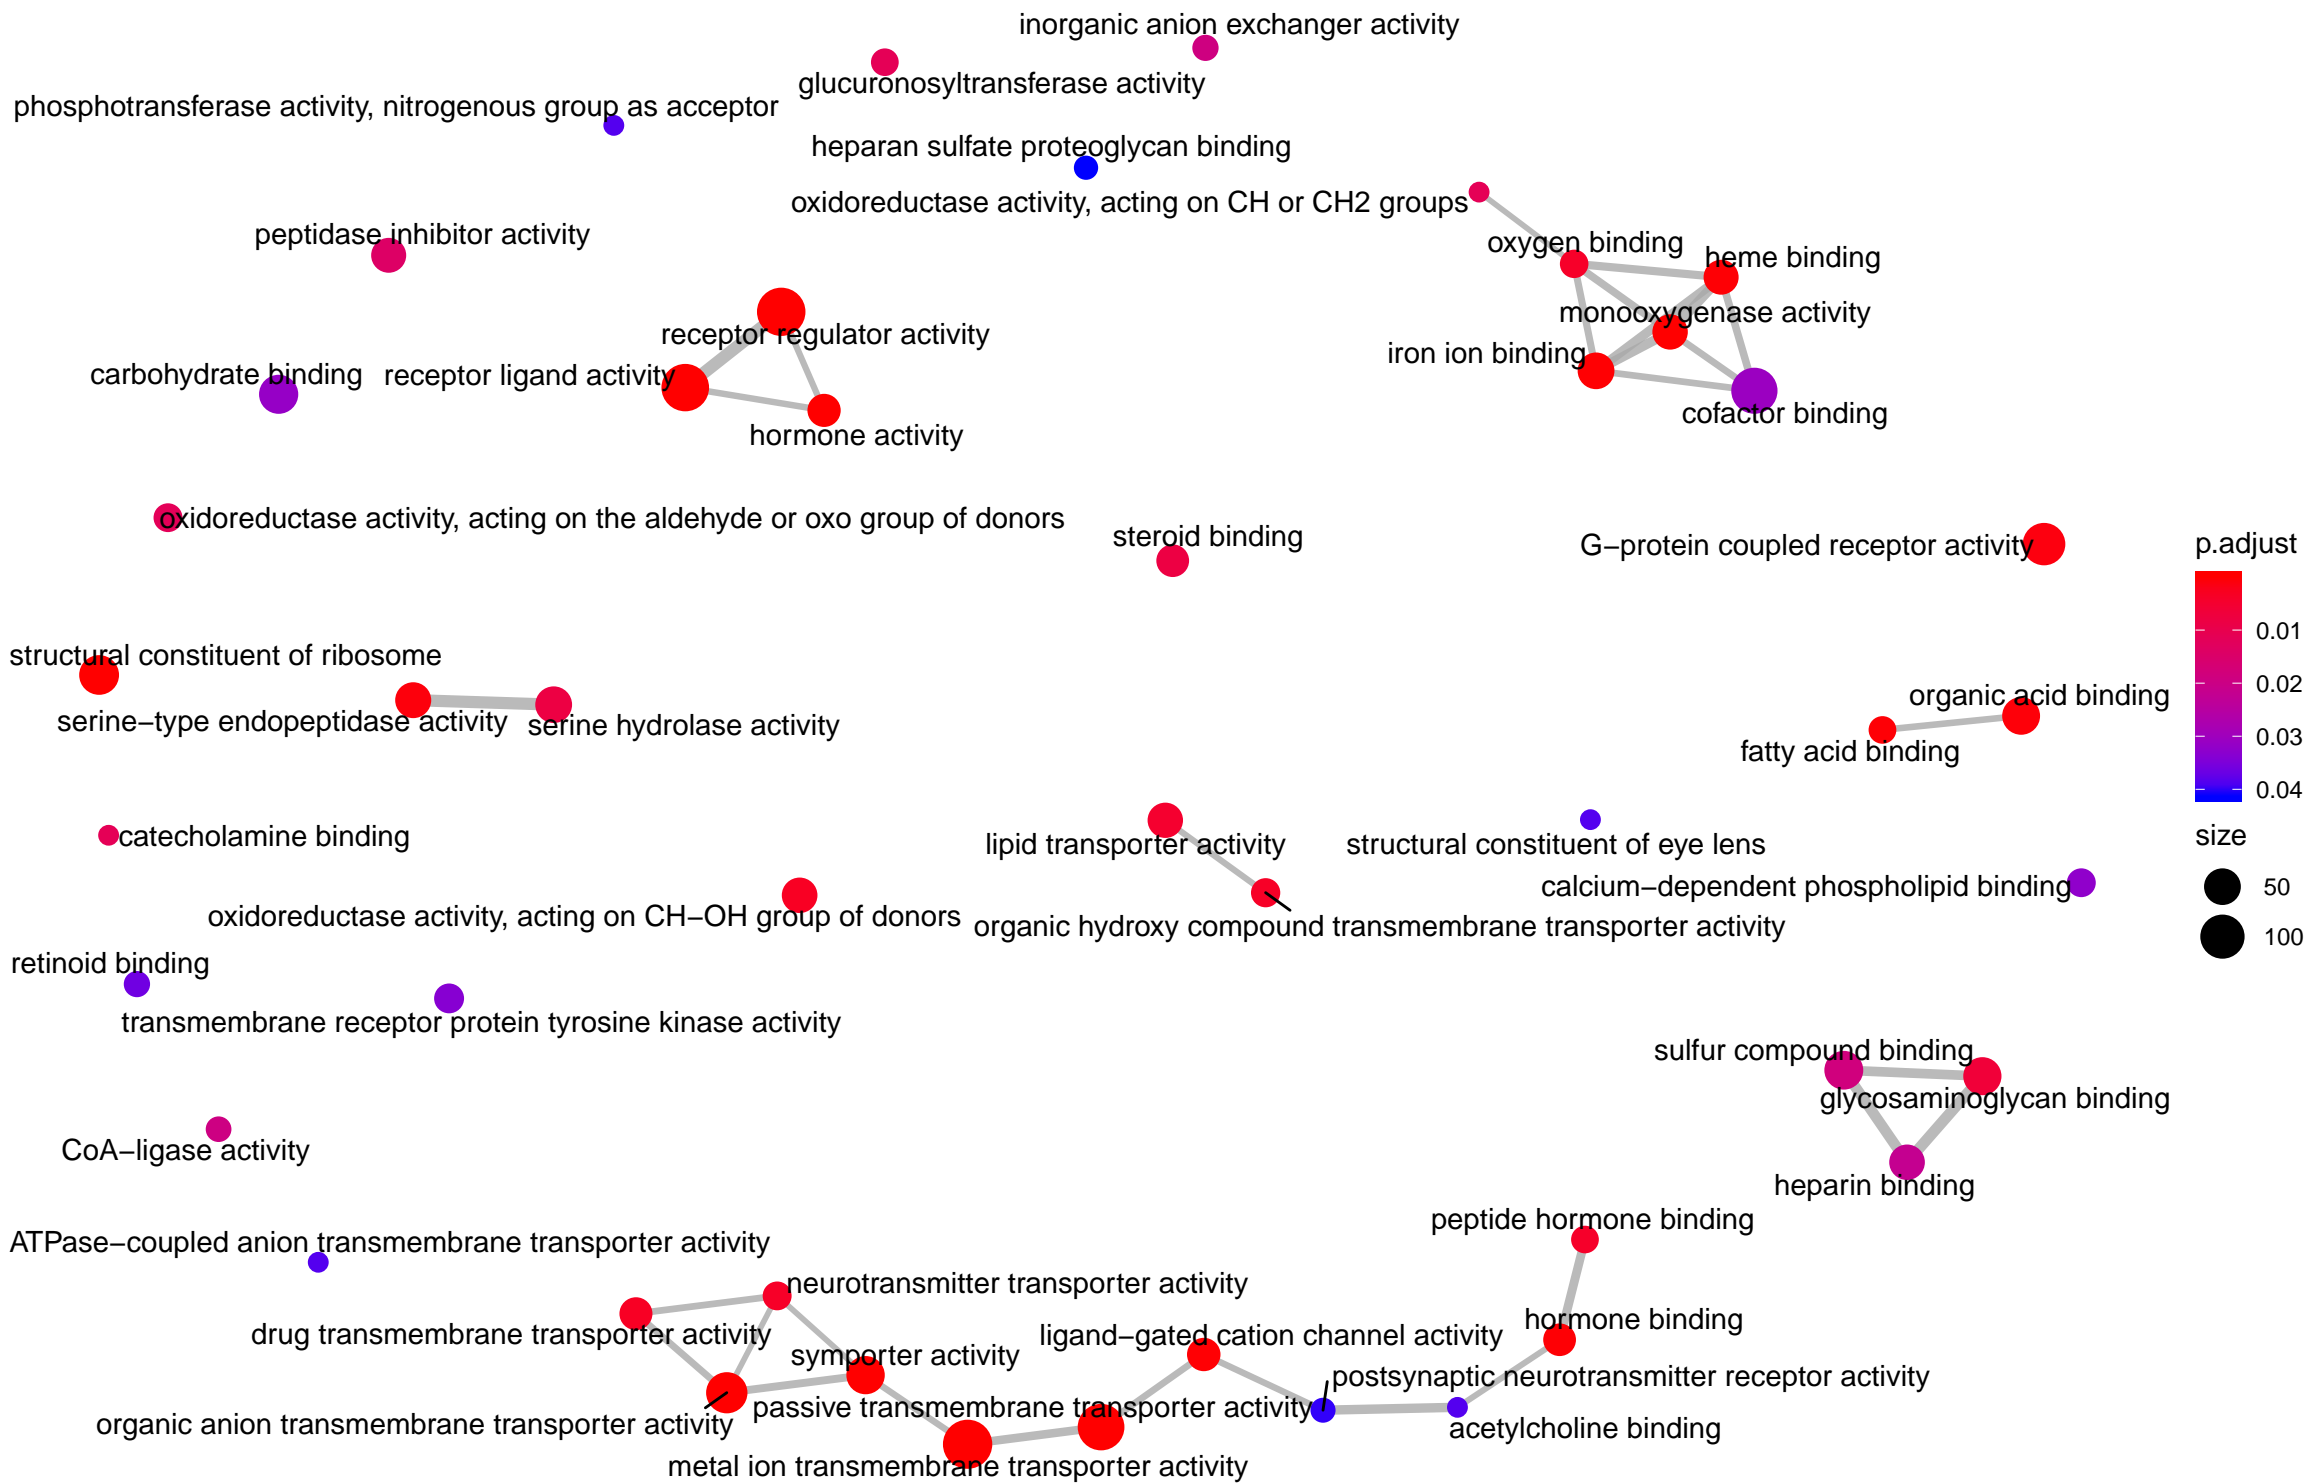 inorganic anion exchanger activity
glucuronosyltransferase activity
phosphotransferase activity, nitrogenous group as acceptor
heparan sulfate proteoglycan binding
oxidoreductase activity, acting on CH or CH2 groups
peptidase inhibitor activity
oxygen binding
heme binding
monooxygenase activity
receptor regulator activity
iron ion binding
carbohydrate binding
receptor ligand activity
cofactor binding
hormone activity
oxidoreductase activity, acting on the aldehyde or oxo group of donors
steroid binding
G−protein coupled receptor activity
p.adjust
0.01
0.02
0.03
0.04
structural constituent of ribosome
organic acid binding
serine−type endopeptidase activity
serine hydrolase activity
fatty acid binding
catecholamine binding
lipid transporter activity
structural constituent of eye lens
size
50
100
calcium−dependent phospholipid binding
oxidoreductase activity, acting on CH−OH group of donors
organic hydroxy compound transmembrane transporter activity
retinoid binding
transmembrane receptor protein tyrosine kinase activity
sulfur compound binding
glycosaminoglycan binding
CoA−ligase activity
heparin binding
peptide hormone binding
ATPase−coupled anion transmembrane transporter activity
neurotransmitter transporter activity
drug transmembrane transporter activity
ligand−gated cation channel activity
hormone binding
symporter activity
postsynaptic neurotransmitter receptor activity
passive transmembrane transporter activity
organic anion transmembrane transporter activity
acetylcholine binding
metal ion transmembrane transporter activity